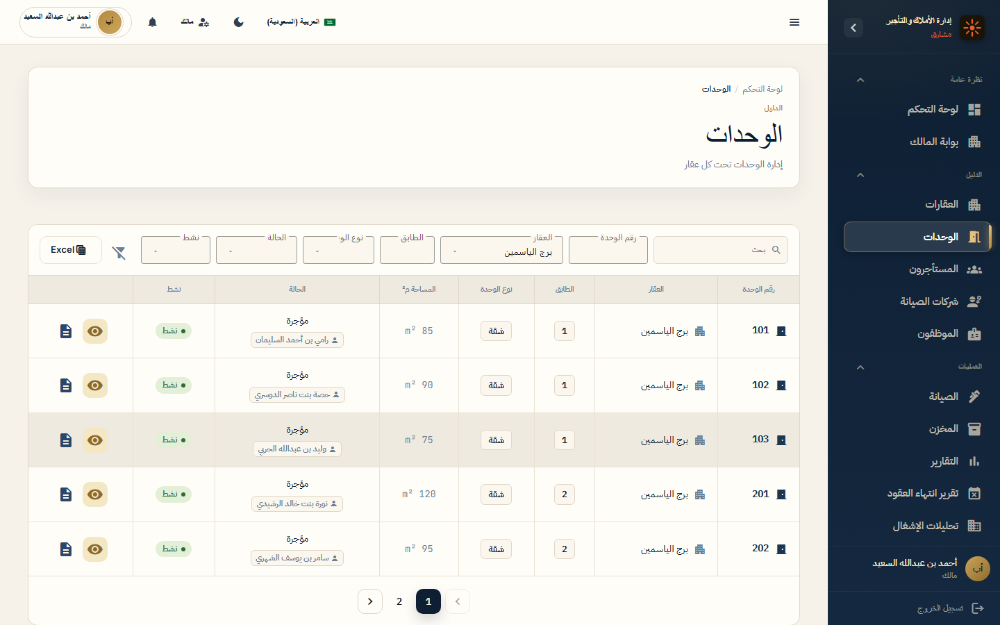 إدارة الأملاك والتأجير
مشارق
نظرة عامة
لوحة التحكم
بوابة المالك
الدليل
العقارات
الوحدات
المستأجرون
شركات الصيانة
الموظفون
العمليات
الصيانة
المخزن
التقارير
تقرير انتهاء العقود
تحليلات الإشغال
أب
أحمد بن عبدالله السعيد
مالك
تسجيل الخروج
العربية (السعودية)
مالك
أب
أحمد بن عبدالله السعيد
مالك
لوحة التحكم / الوحدات
الدليل
الوحدات
إدارة الوحدات تحت كل عقار
بحث
رقم الوحدة
العقار
برج الياسمين
الطابق
نوع الو
الحالة
نشط
Excel
رقم الوحدة العقار الطابق نوع الوحدة المساحة م² الحالة نشط
101 برج الياسمين 1 شقة 85 m² مؤجرة نشط
رامي بن أحمد السليمان
102 برج الياسمين 1 شقة 90 m² مؤجرة نشط
حصة بنت ناصر الدوسري
103 برج الياسمين 1 شقة 75 m² مؤجرة نشط
وليد بن عبدالله الحربي
201 برج الياسمين 2 شقة 120 m² مؤجرة نشط
نورة بنت خالد الرشيدي
202 برج الياسمين 2 شقة 95 m² مؤجرة نشط
سامر بن يوسف الشهري
1 2